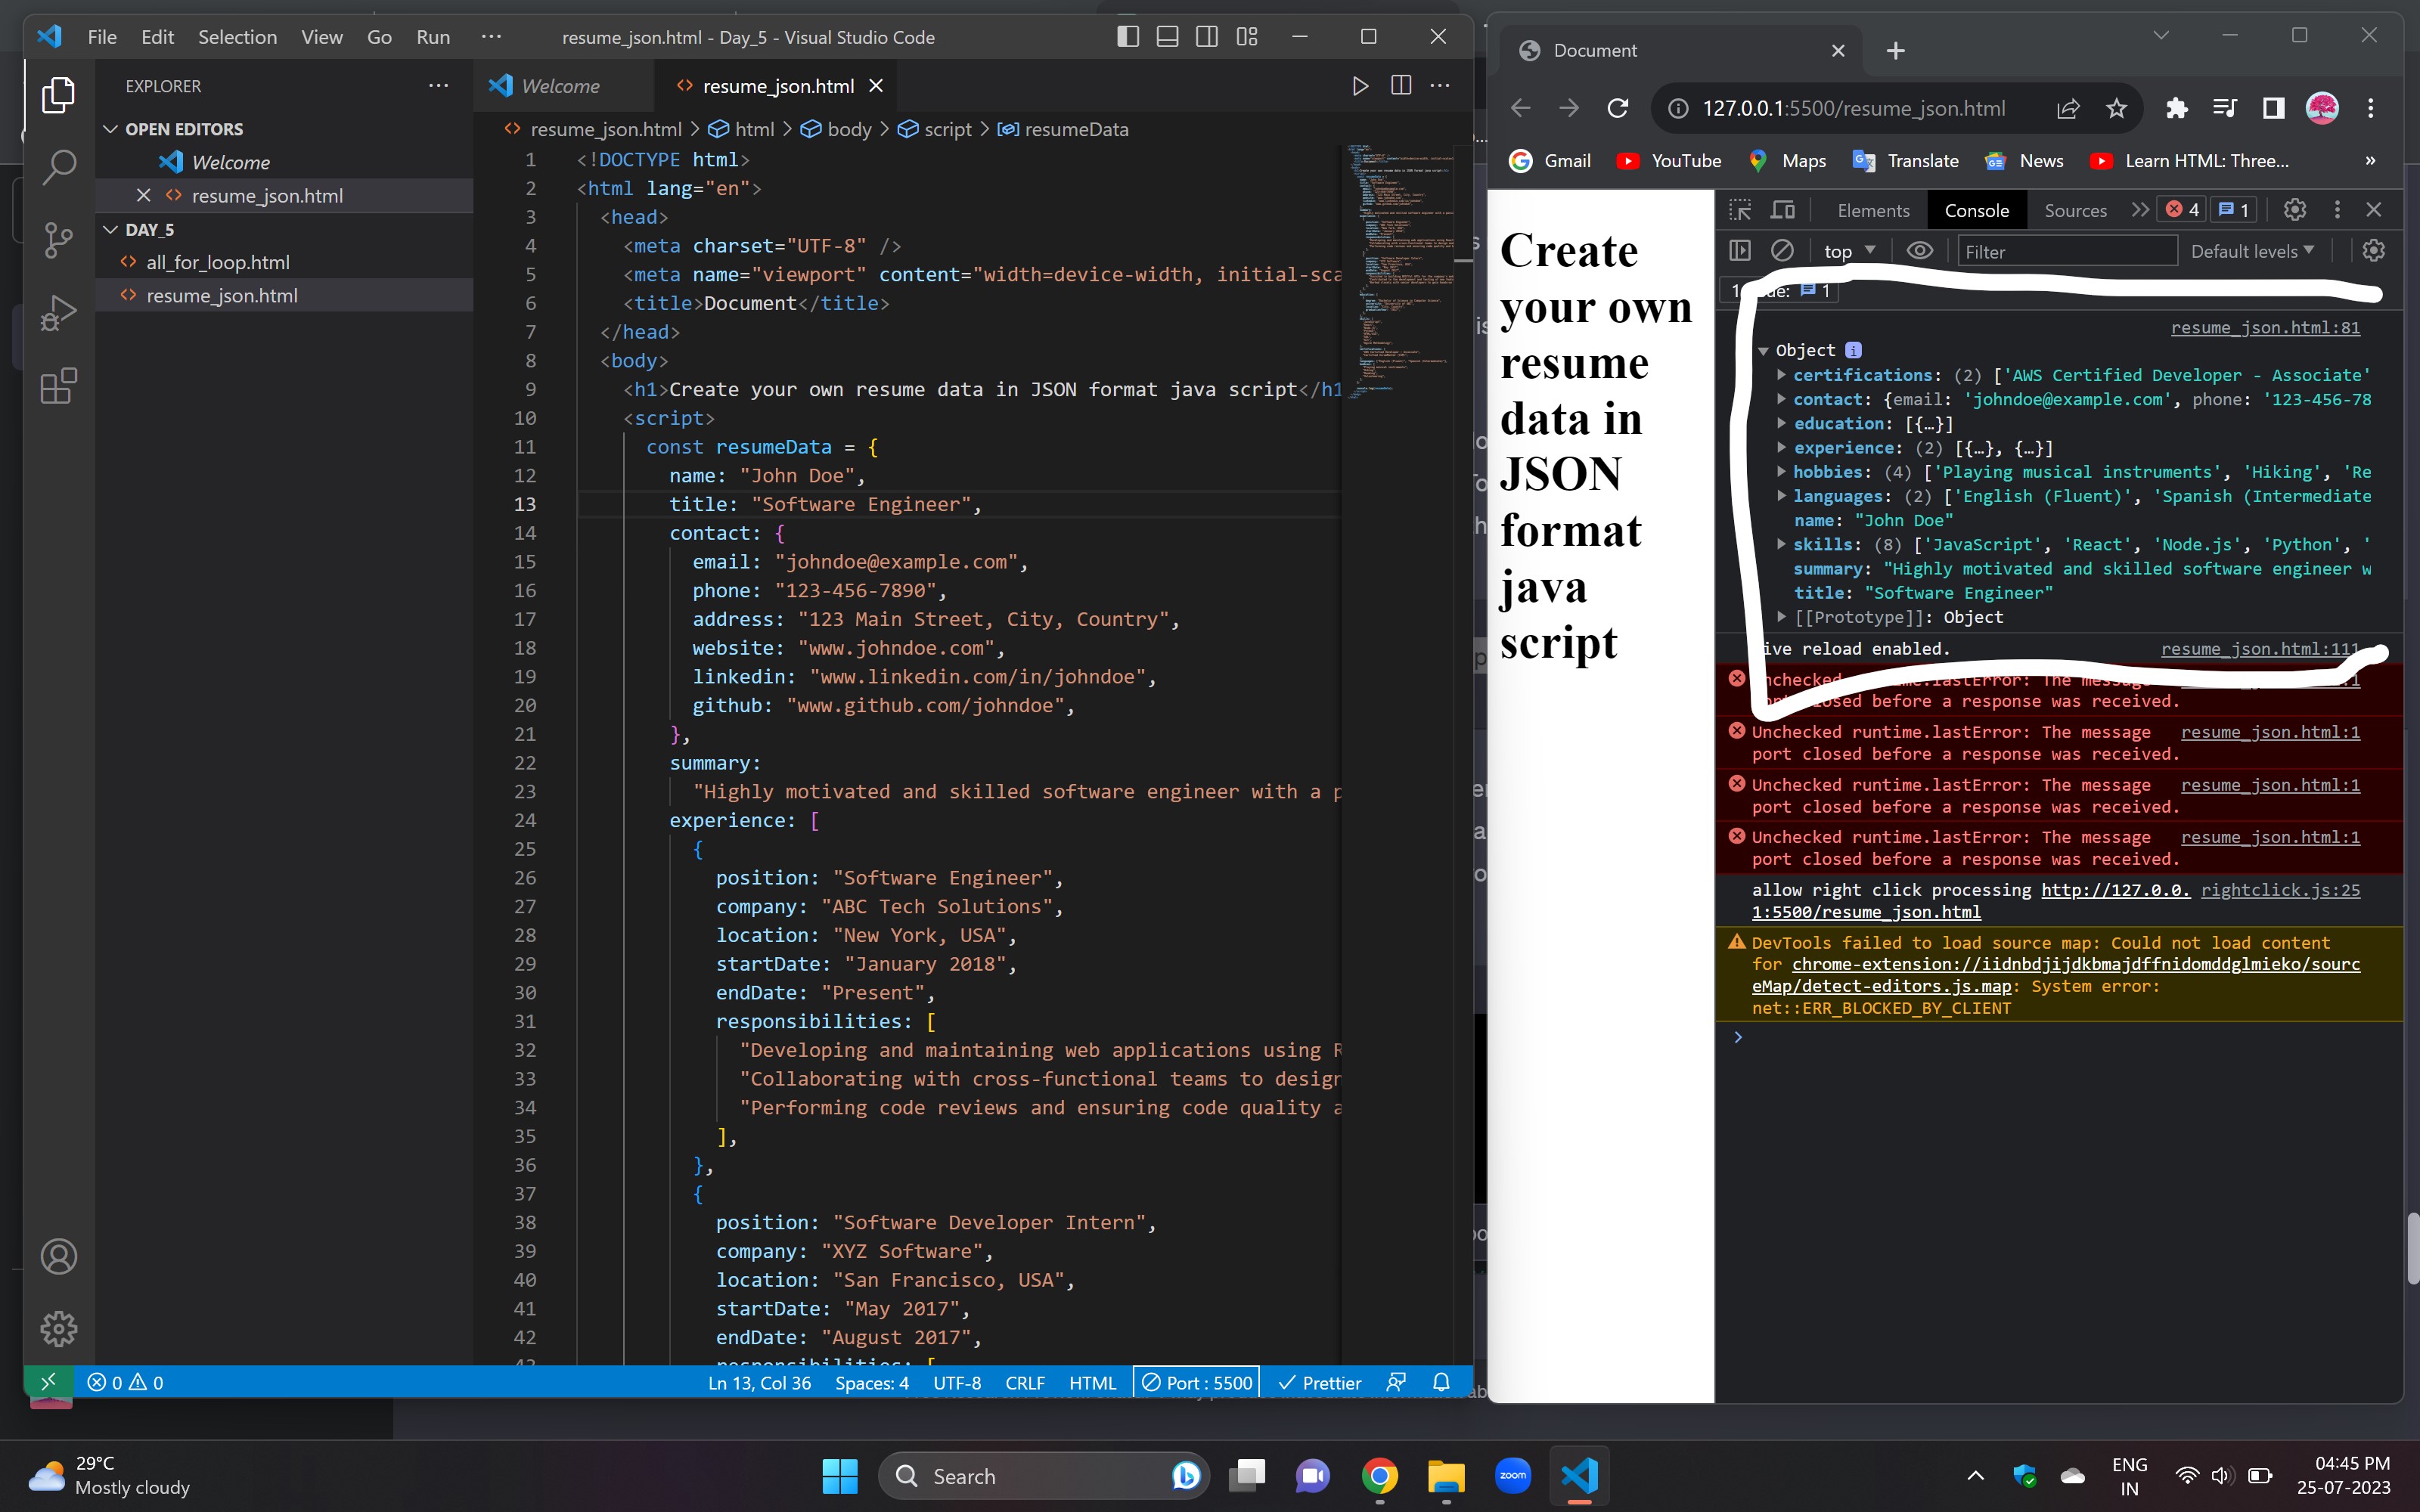 File Edit Selection View Go Run ··· resume_json.html - Day_5 - Visual Studio Code
EXPLORER
OPEN EDITORS
Welcome
resume_json.html
DAY_5
all_for_loop.html
resume_json.html
Welcome resume_json.html
resume_json.html > html > body > script > resumeData
1 <!DOCTYPE html>
2 <html lang="en">
3 <head>
4 <meta charset="UTF-8" />
5 <meta name="viewport" content="width=device-width, initial-sca
6 <title>Document</title>
7 </head>
8 <body>
9 <h1>Create your own resume data in JSON format java script</h1
10 <script>
11 const resumeData = {
12 name: "John Doe",
13 title: "Software Engineer",
14 contact: {
15 email: "johndoe@example.com",
16 phone: "123-456-7890",
17 address: "123 Main Street, City, Country",
18 website: "www.johndoe.com",
19 linkedin: "www.linkedin.com/in/johndoe",
20 github: "www.github.com/johndoe",
21 },
22 summary:
23 "Highly motivated and skilled software engineer with a p
24 experience: [
25 {
26 position: "Software Engineer",
27 company: "ABC Tech Solutions",
28 location: "New York, USA",
29 startDate: "January 2018",
30 endDate: "Present",
31 responsibilities: [
32 "Developing and maintaining web applications using R
33 "Collaborating with cross-functional teams to design
34 "Performing code reviews and ensuring code quality a
35 ],
36 },
37 {
38 position: "Software Developer Intern",
39 company: "XYZ Software",
40 location: "San Francisco, USA",
41 startDate: "May 2017",
42 endDate: "August 2017",
0 0 Ln 13, Col 36 Spaces: 4 UTF-8 CRLF HTML Port : 5500 Prettier
Document
127.0.0.1:5500/resume_json.html
Gmail YouTube Maps Translate News Learn HTML: Three... »
Create
your own
resume
data in
JSON
format
java
script
Elements Console Sources 4 1
top Filter Default levels
1
resume_json.html:81
Object
certifications: (2) ['AWS Certified Developer - Associate'
contact: {email: 'johndoe@example.com', phone: '123-456-78
education: [{…}]
experience: (2) [{…}, {…}]
hobbies: (4) ['Playing musical instruments', 'Hiking', 'Re
languages: (2) ['English (Fluent)', 'Spanish (Intermediate
name: "John Doe"
skills: (8) ['JavaScript', 'React', 'Node.js', 'Python', '
summary: "Highly motivated and skilled software engineer w
title: "Software Engineer"
[[Prototype]]: Object
ive reload enabled. resume_json.html:111
nchecked lastError: The message
closed before a response was received.
Unchecked runtime.lastError: The message resume_json.html:1
port closed before a response was received.
Unchecked runtime.lastError: The message resume_json.html:1
port closed before a response was received.
Unchecked runtime.lastError: The message resume_json.html:1
port closed before a response was received.
allow right click processing http://127.0.0. rightclick.js:25
1:5500/resume_json.html
DevTools failed to load source map: Could not load content
for chrome-extension://iidnbdjijdkbmajdffnidomddglmieko/sourc
eMap/detect-editors.js.map: System error:
net::ERR_BLOCKED_BY_CLIENT
29°C
Mostly cloudy
Search
zoom
ENG
IN
04:45 PM
25-07-2023